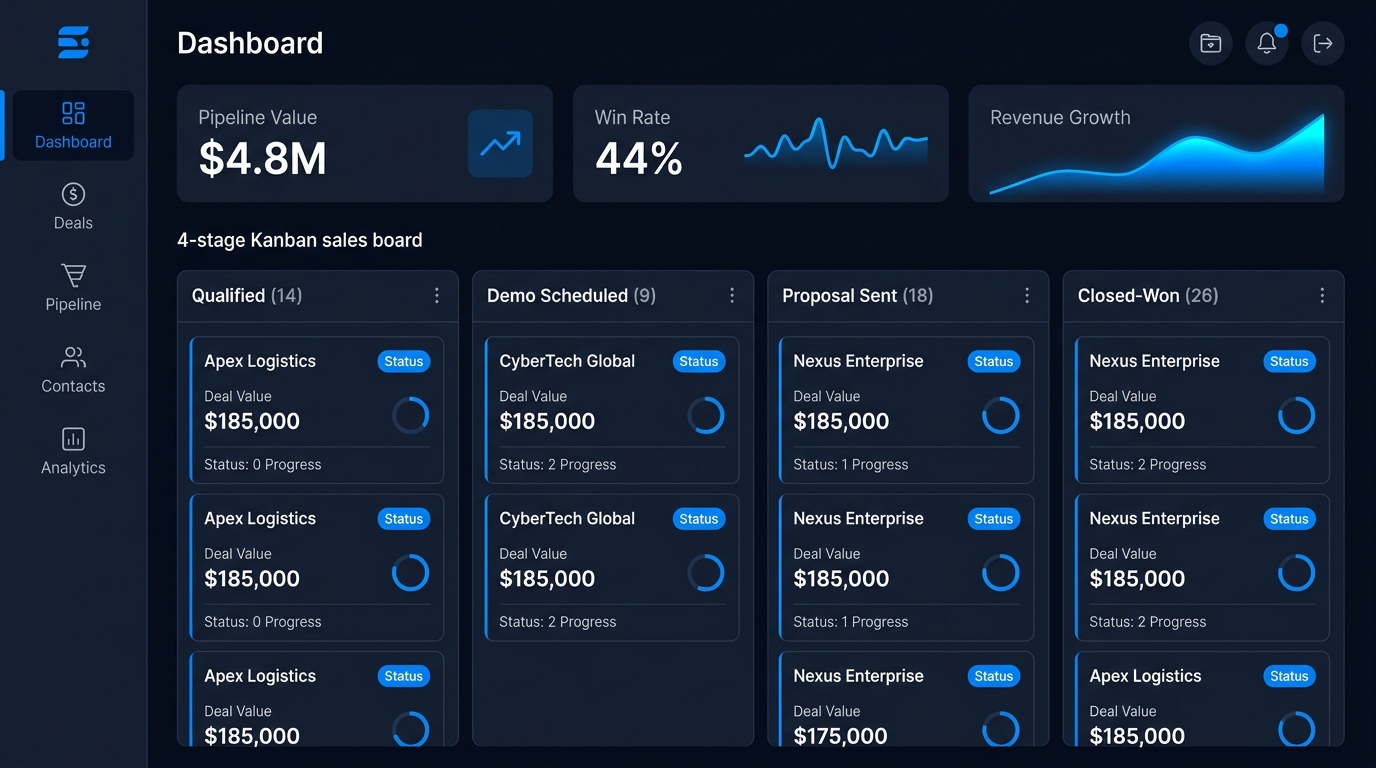 Dashboard
Dashboard
Deals
Pipeline
Contacts
Analytics
Pipeline Value
$4.8M
Win Rate
44%
Revenue Growth
4-stage Kanban sales board
Qualified (14)
Apex Logistics
Status
Deal Value
$185,000
Status: 0 Progress
Apex Logistics
Status
Deal Value
$185,000
Status: 0 Progress
Apex Logistics
Status
Deal Value
$185,000
Demo Scheduled (9)
CyberTech Global
Status
Deal Value
$185,000
Status: 2 Progress
CyberTech Global
Status
Deal Value
$185,000
Status: 2 Progress
Proposal Sent (18)
Nexus Enterprise
Status
Deal Value
$185,000
Status: 1 Progress
Nexus Enterprise
Status
Deal Value
$185,000
Status: 1 Progress
Nexus Enterprise
Status
Deal Value
$175,000
Closed-Won (26)
Nexus Enterprise
Status
Deal Value
$185,000
Status: 2 Progress
Nexus Enterprise
Status
Deal Value
$185,000
Status: 2 Progress
Apex Logistics
Status
Deal Value
$185,000